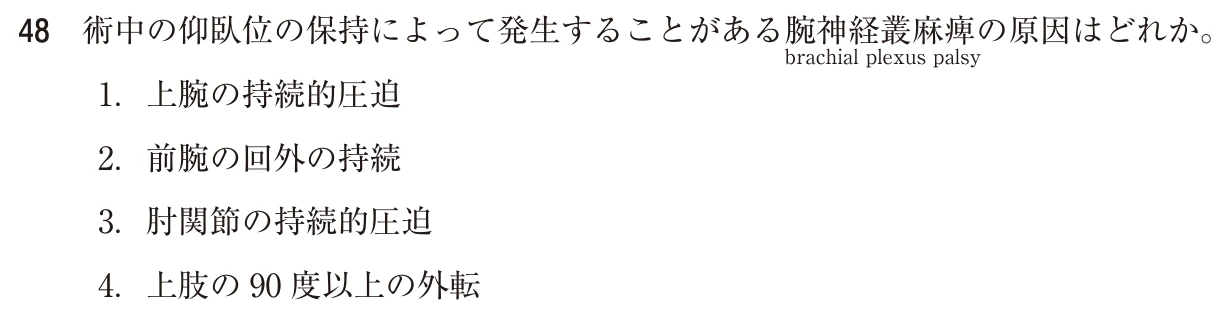 48 術中の仰臥位の保持によって発生することがある腕神経叢麻痺の原因はどれか。
brachial plexus palsy
1. 上腕の持続的圧迫
2. 前腕の回外の持続
3. 肘関節の持続的圧迫
4. 上肢の 90 度以上の外転